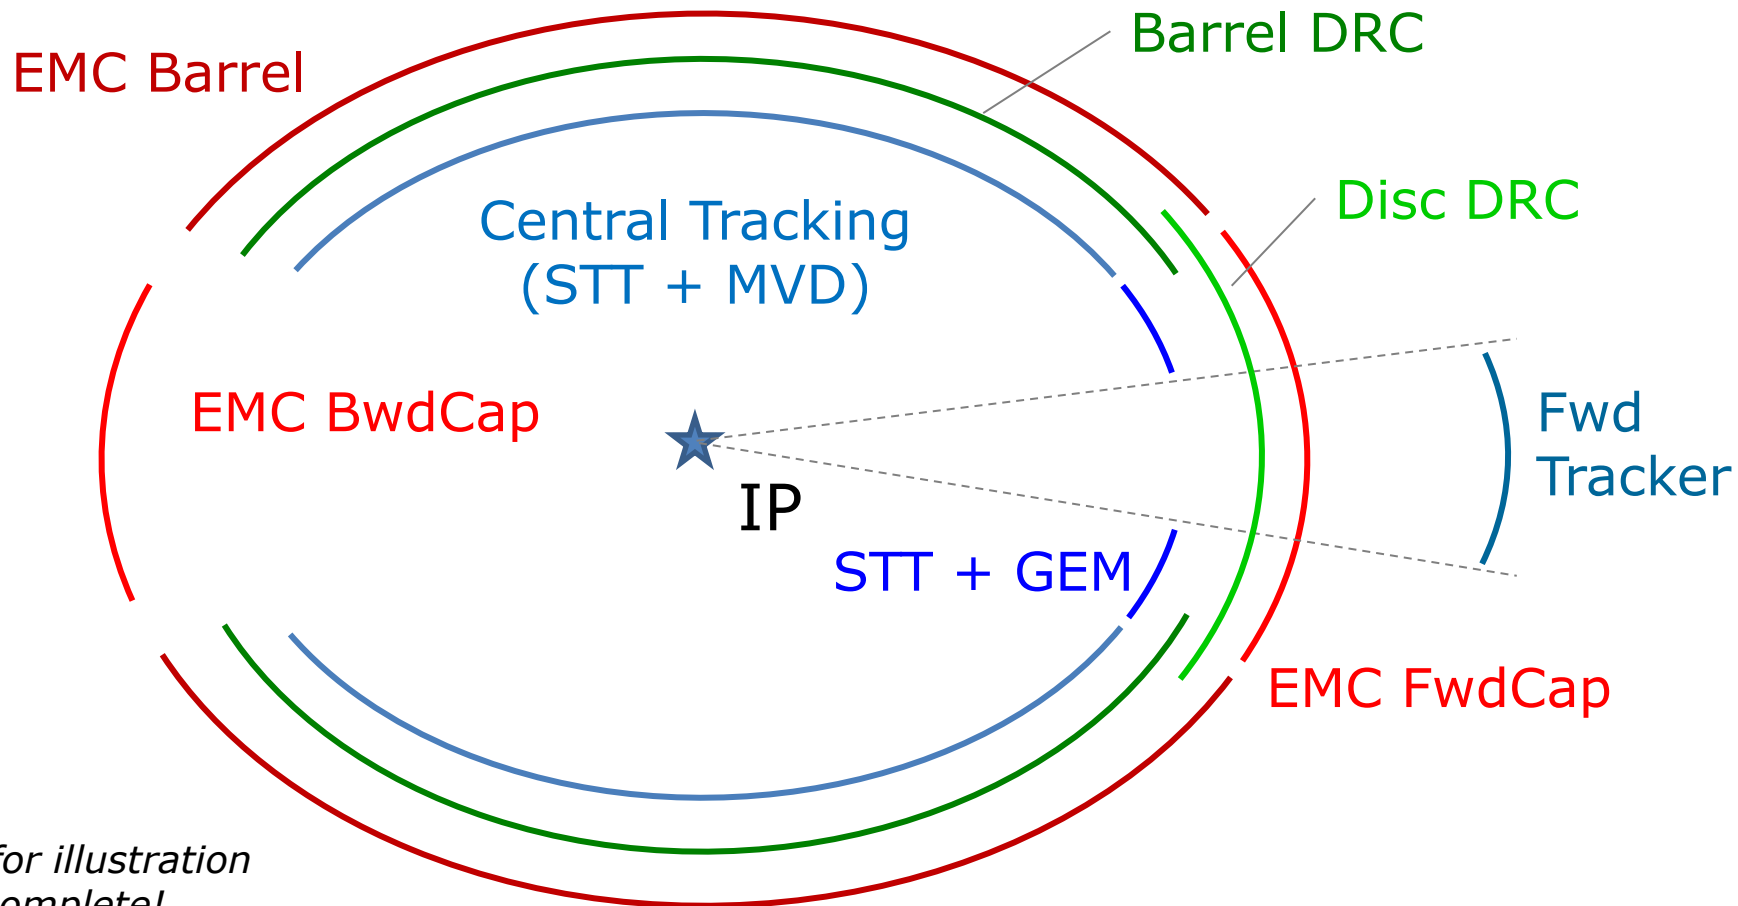 Barrel DRC
EMC Barrel
Disc DRC
Central Tracking
(STT + MVD)
EMC BwdCap
Fwd
Tracker
IP
STT + GEM
EMC FwdCap
for illustration